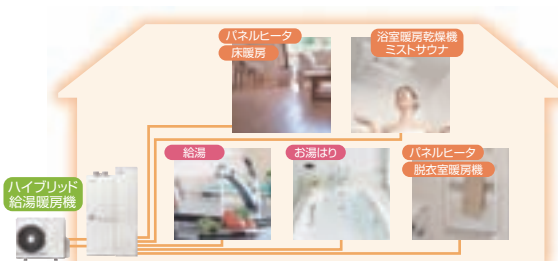 パネルヒータ
床暖房
浴室暖房乾燥機
ミストサウナ
給湯
お湯はり
パネルヒータ
脱衣室暖房機
ハイブリッド
給湯暖房機